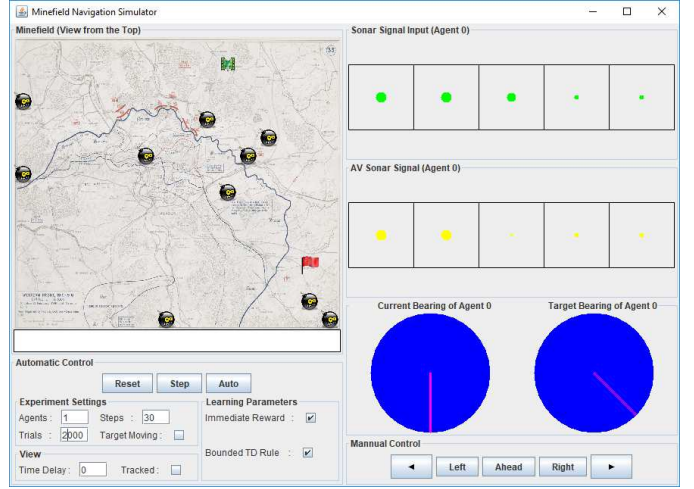 Minefield Navigation Simulator
Minefield (View from the Top)
Sonar Signal Input (Agent 0)
AV Sonar Signal (Agent 0)
Current Bearing of Agent 0
Target Bearing of Agent 0
Automatic Control
Reset
Step
Auto
Experiment Settings
Agents :
1
Steps :
30
Trials :
2000
Target Moving :
View
Time Delay :
0
Tracked :
Learning Parameters
Immediate Reward :
Bounded TD Rule :
Mannual Control
Left
Ahead
Right